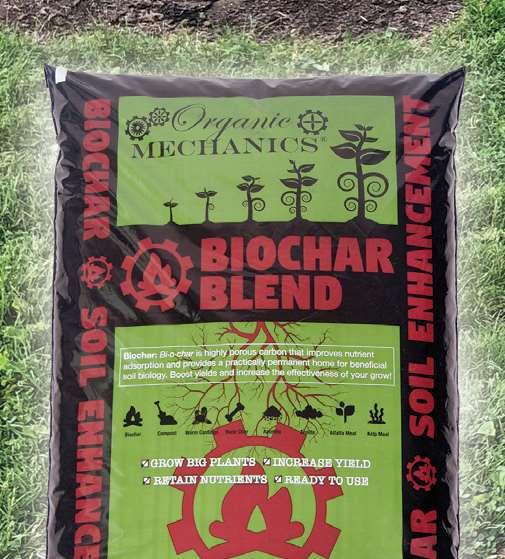 Organic
MECHANICS®
BIOCHAR SOIL ENHANCE
BIOCHAR
BLEND
Biochar: Bi-o-char is highly porous carbon that improves nutrient
adsorption and provides a practically permanent home for beneficial
soil biology. Boost yields and increase the effectiveness of your grow!
Biochar Compost Worm Castings Alfalfa Meal Kelp Meal
GROW BIG PLANTS INCREASE YIELD
RETAIN NUTRIENTS READY TO USE
AR SOIL ENHANCEMENT